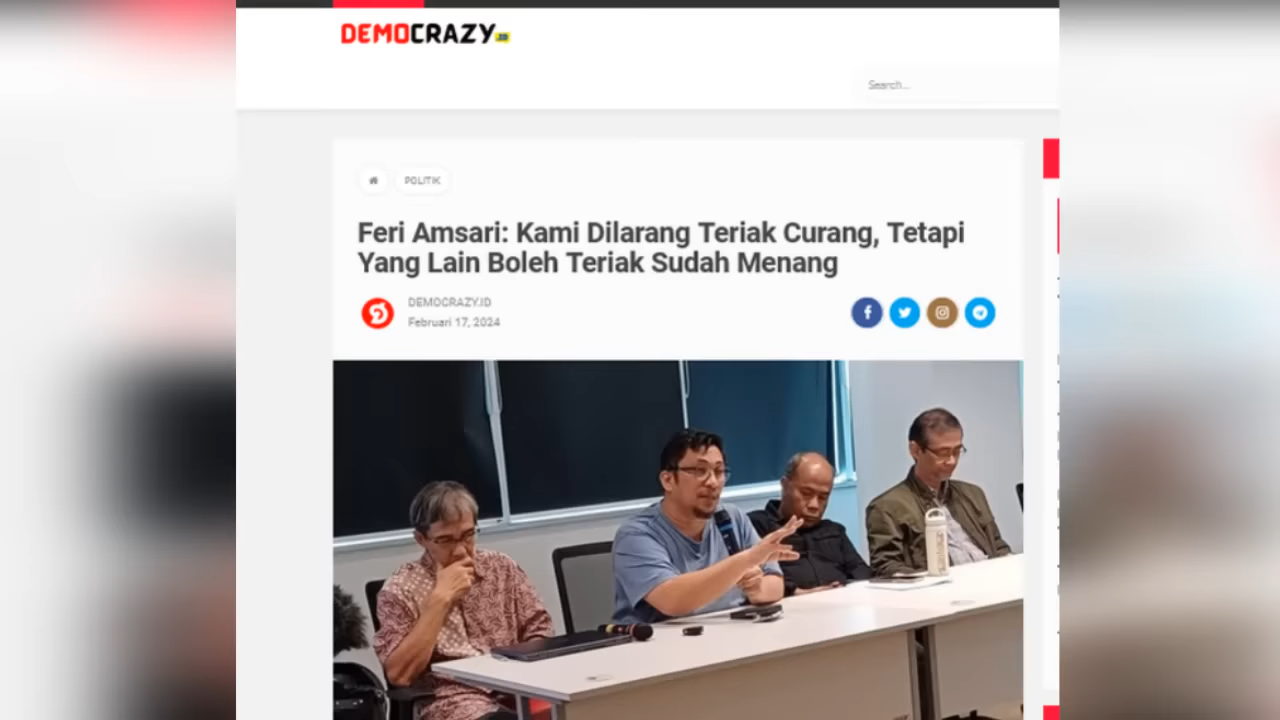 DEMOCRAZY.ID
Search...
POLITIK
Feri Amsari: Kami Dilarang Teriak Curang, Tetapi
Yang Lain Boleh Teriak Sudah Menang
DEMOCRAZY.ID
Februari 17, 2024